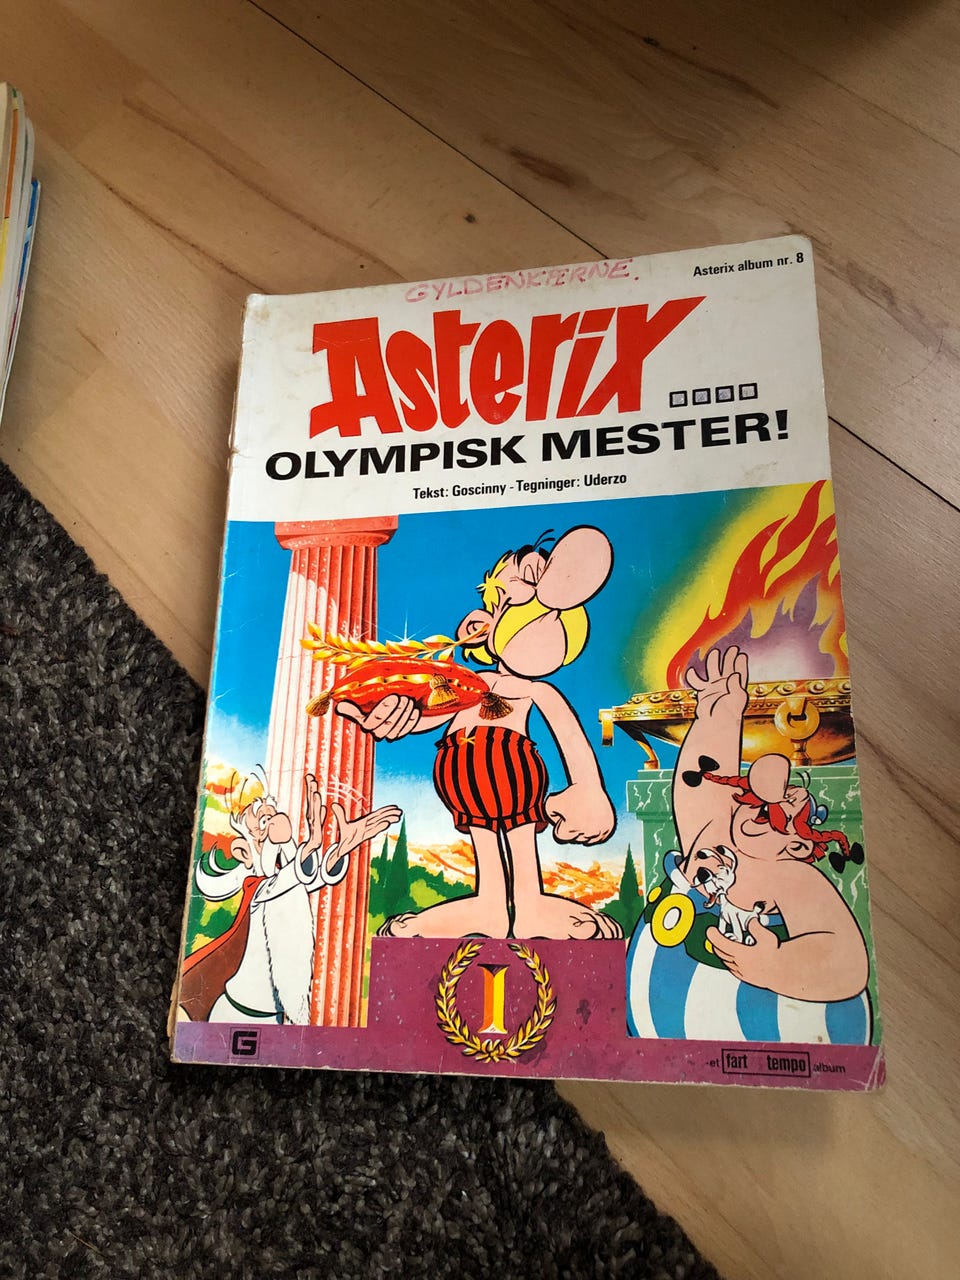 GYLDENKÆRNE.
Asterix album nr. 8
Asterix
OLYMPISK MESTER!
Tekst: Goscinny - Tegninger: Uderzo
I
G
-et fart tempo album